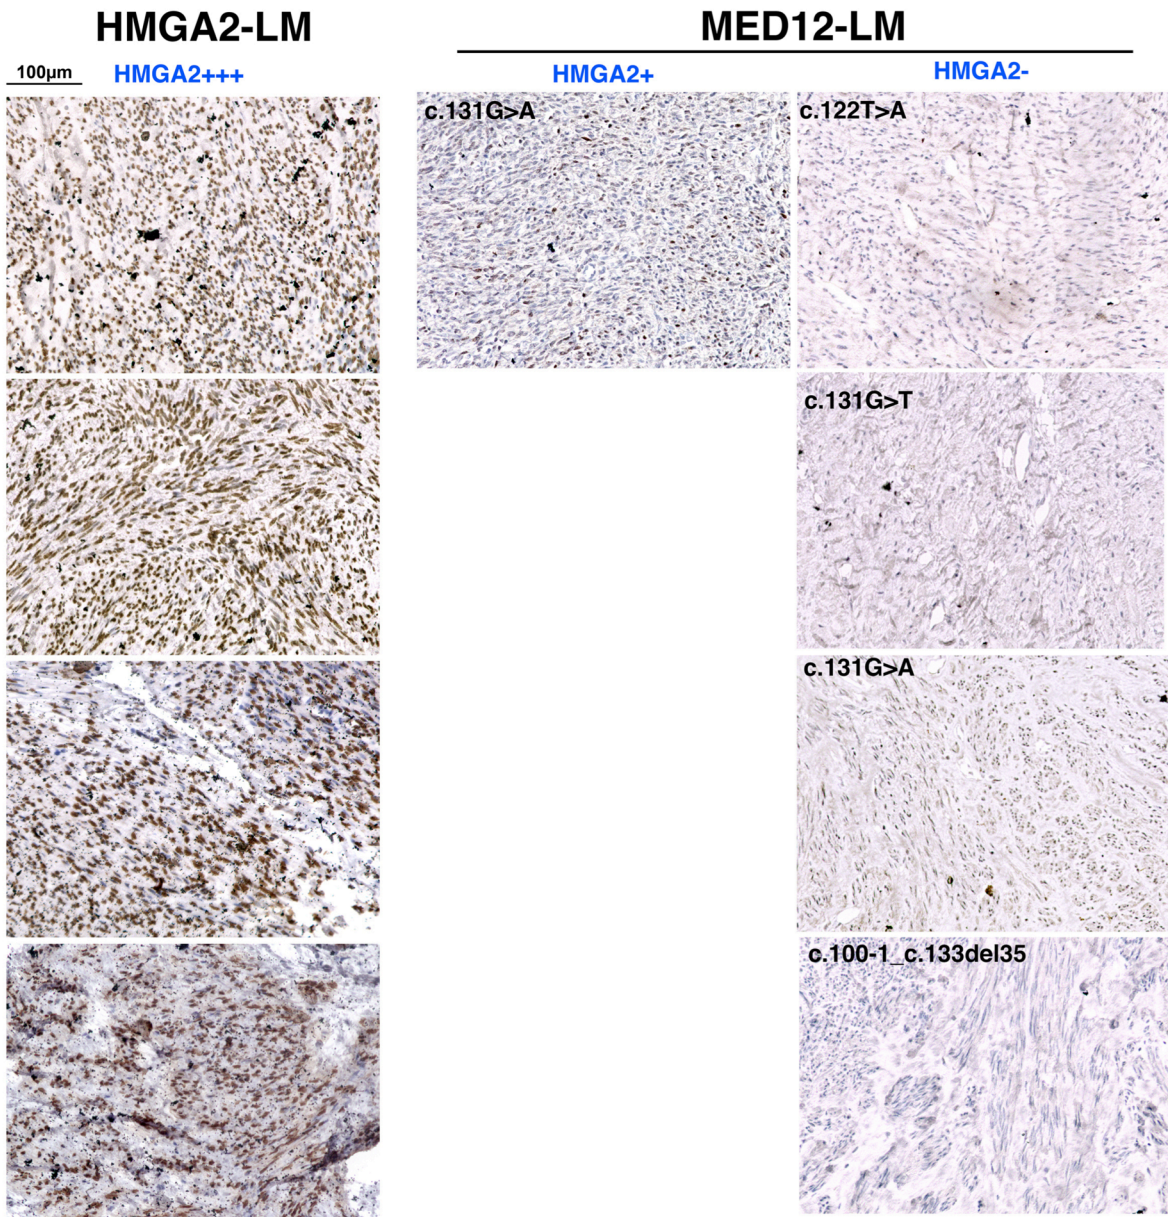 HMGA2-LM
MED12-LM
100μm
HMGA2+++
HMGA2+
HMGA2-
c.131G>A
c.122T>A
c.131G>T
c.131G>A
c.100-1_c.133del35